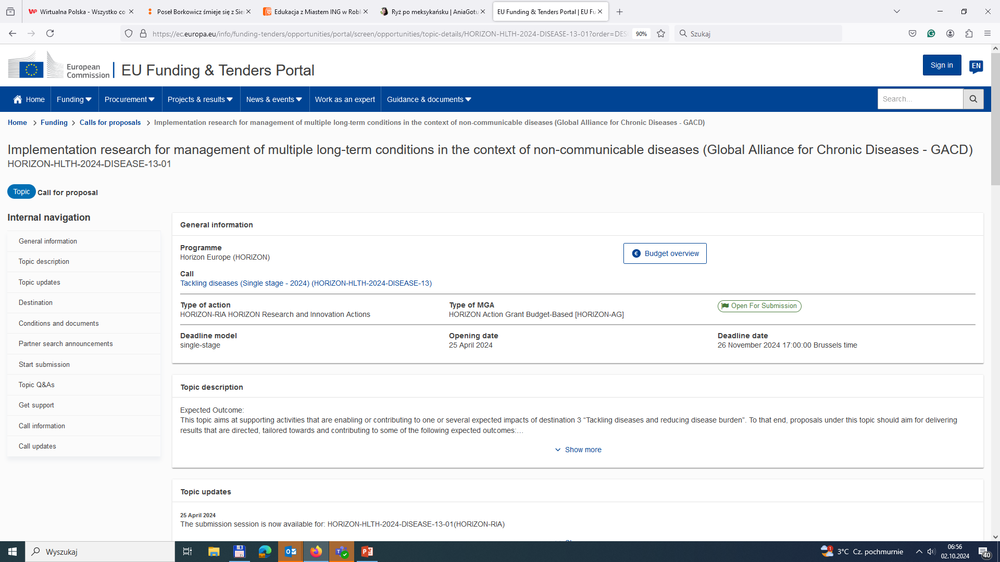 Wirtualna Polska - Wszystko co
Poseł Borkowicz śmieje się z Sie
Edukacja z Miastem ING w Robl
Ryż po meksykańsku | AniaGotu
EU Funding & Tenders Portal | EU Fu
https://ec.europa.eu/info/funding-tenders/opportunities/portal/screen/opportunities/topic-details/HORIZON-HLTH-2024-DISEASE-13-01?order=DES
90%
Szukaj
European
Commission
EU Funding & Tenders Portal
Sign in
EN
Home
Funding
Procurement
Projects & results
News & events
Work as an expert
Guidance & documents
Search...
Home > Funding > Calls for proposals > Implementation research for management of multiple long-term conditions in the context of non-communicable diseases (Global Alliance for Chronic Diseases - GACD)
Implementation research for management of multiple long-term conditions in the context of non-communicable diseases (Global Alliance for Chronic Diseases - GACD)
HORIZON-HLTH-2024-DISEASE-13-01
Topic Call for proposal
Internal navigation
General information
Topic description
Topic updates
Destination
Conditions and documents
Partner search announcements
Start submission
Topic Q&As
Get support
Call information
Call updates
General information
Programme
Horizon Europe (HORIZON)
Budget overview
Call
Tackling diseases (Single stage - 2024) (HORIZON-HLTH-2024-DISEASE-13)
Type of action
HORIZON-RIA HORIZON Research and Innovation Actions
Type of MGA
HORIZON Action Grant Budget-Based [HORIZON-AG]
Open For Submission
Deadline model
single-stage
Opening date
25 April 2024
Deadline date
26 November 2024 17:00:00 Brussels time
Topic description
Expected Outcome:
This topic aims at supporting activities that are enabling or contributing to one or several expected impacts of destination 3 “Tackling diseases and reducing disease burden”. To that end, proposals under this topic should aim for delivering
results that are directed, tailored towards and contributing to some of the following expected outcomes:…
Show more
Topic updates
25 April 2024
The submission session is now available for: HORIZON-HLTH-2024-DISEASE-13-01(HORIZON-RIA)
Wyszukaj
1
3°C Cz. pochmurnie
06:56
02.10.2024
40